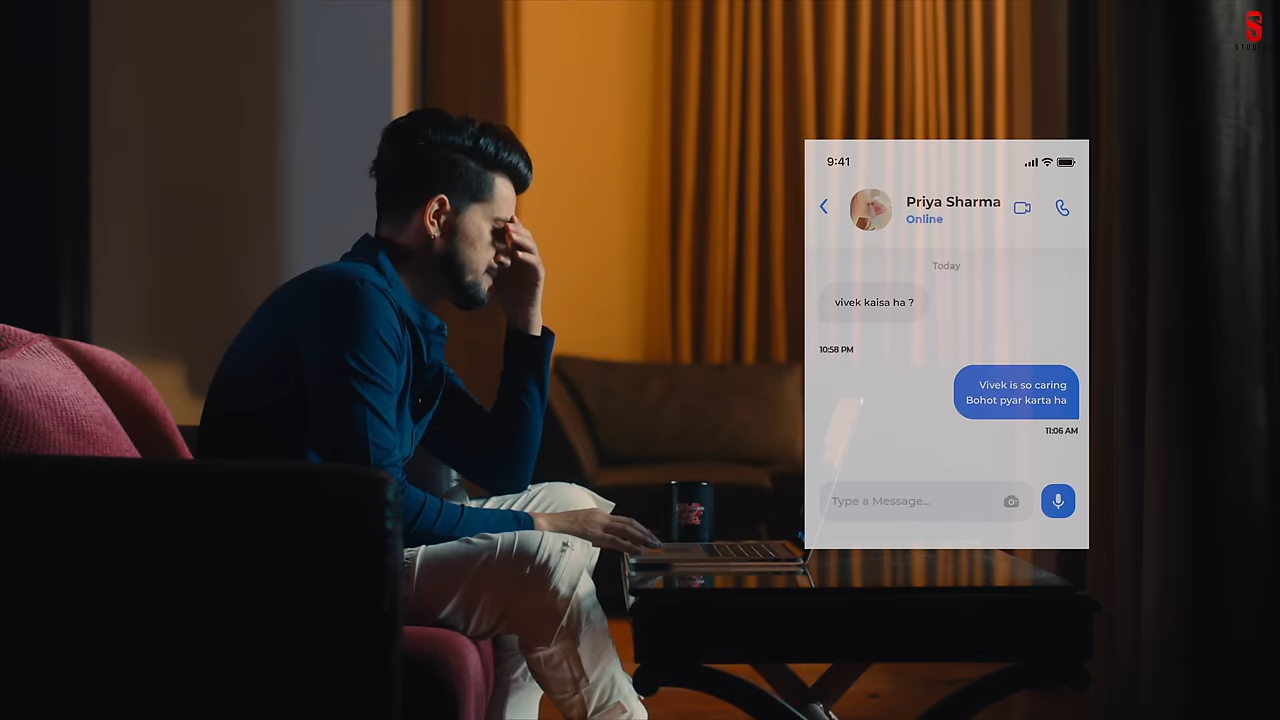 S
STUDIO
9:41
Priya Sharma
Online
Today
vivek kaisa ha ?
10:58 PM
Vivek is so caring
Bohot pyar karta ha
11:06 AM
Type a Message...